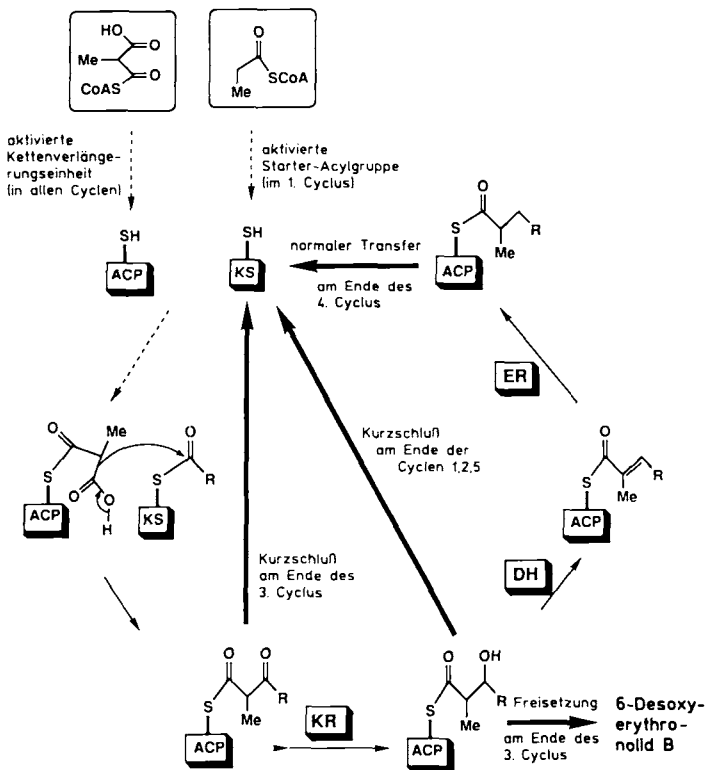 HO
O
Me
CoAS
O
O
SCoA
Me
aktivierte
Kettenverlänge-
rungseinheit
(in allen Cyclen)
aktivierte
Starter-Acylgruppe
(im 1. Cyclus)
SH
ACP
SH
KS
normaler Transfer
am Ende des
4. Cyclus
O
S
R
Me
ACP
ER
O
Me
O
S
O
O
S
R
H
ACP
KS
Kurzschluß
am Ende der
Cyclen 1,2,5
O
S
R
Me
ACP
DH
Kurzschluß
am Ende des
3. Cyclus
O
O
S
R
Me
ACP
KR
O
OH
S
R
Me
ACP
Freisetzung
am Ende des
3. Cyclus
6-Desoxy-
erythro-
nolid B